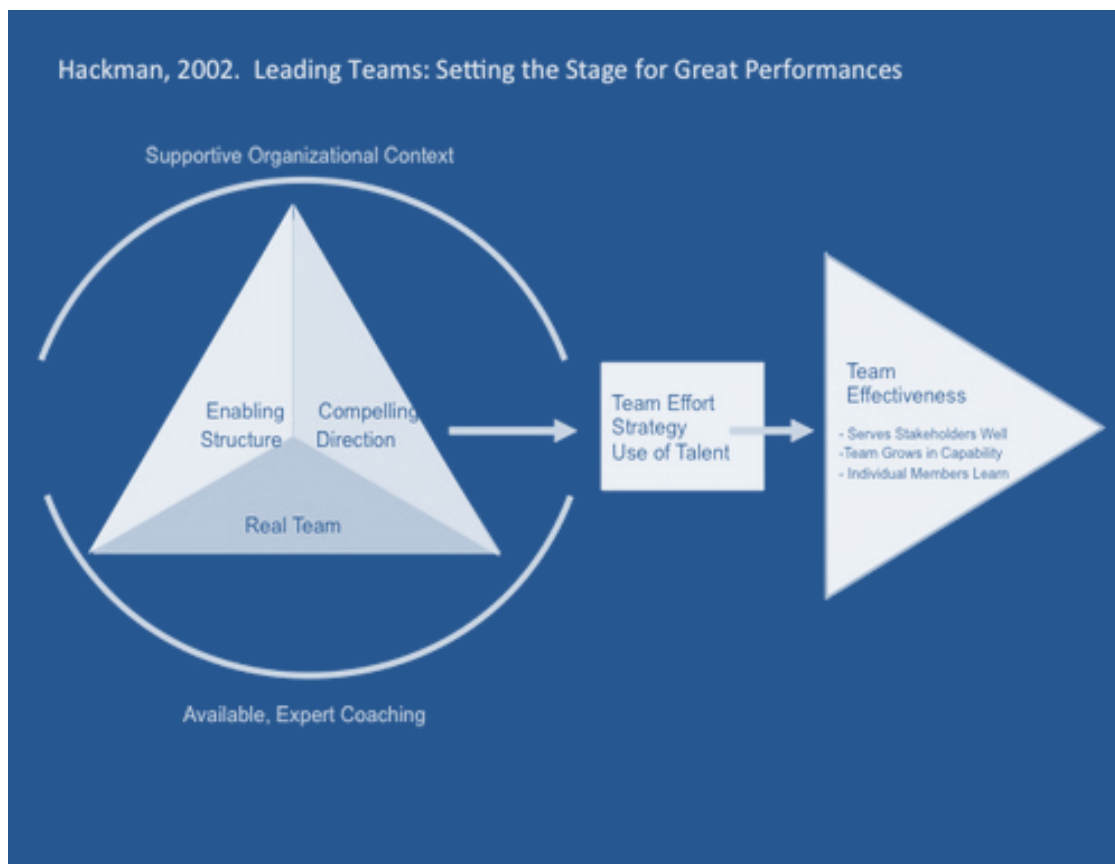 Hackman, 2002.  Leading Teams: Setting the Stage for Great Performances
Supportive Organizational Context
Enabling
Structure
Compelling
Direction
Real Team
Available, Expert Coaching
Team Effort
Strategy
Use of Talent
Team
Effectiveness
- Serves Stakeholders Well
-Team Grows in Capability
- Individual Members Learn